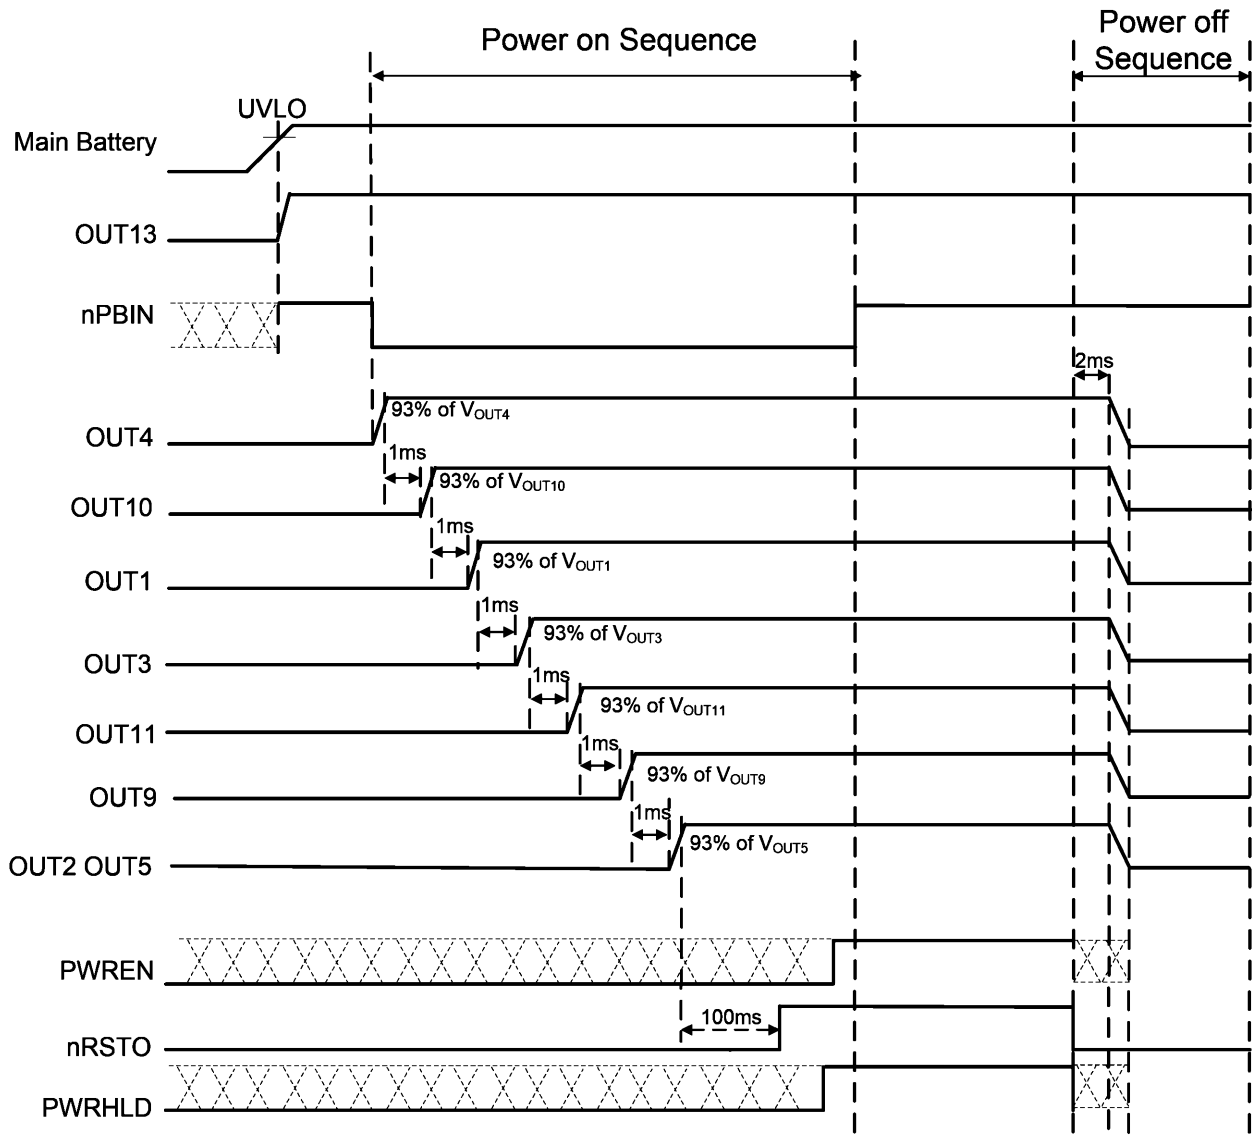 Power on Sequence
Power off
Sequence
UVLO
Main Battery
OUT13
nPBIN
2ms
93% of VOUT4
OUT4
1ms
93% of VOUT10
OUT10
1ms
93% of VOUT1
OUT1
1ms
93% of VOUT3
OUT3
1ms
93% of VOUT11
OUT11
1ms
93% of VOUT9
OUT9
1ms
93% of VOUT5
OUT2 OUT5
PWREN
100ms
nRSTO
PWRHLD